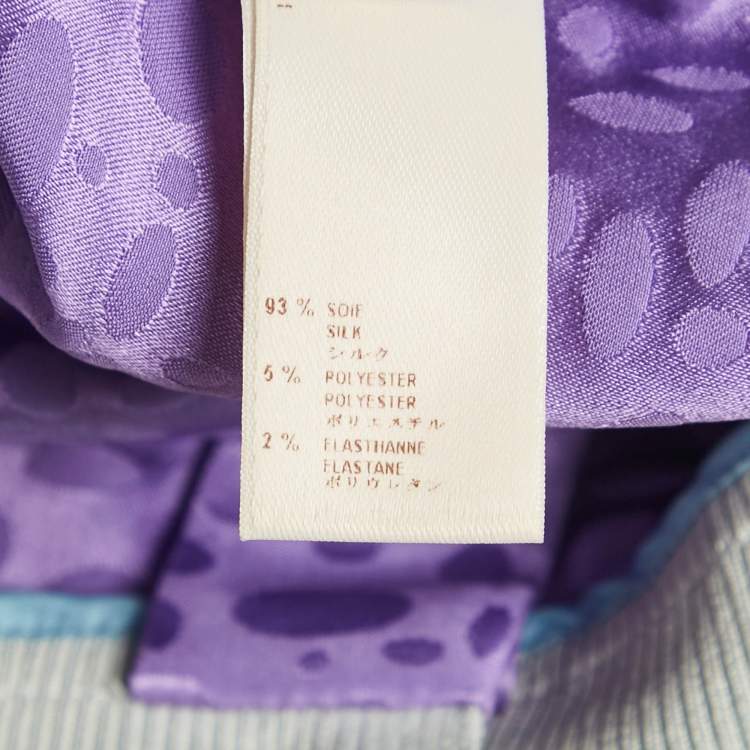 93 % SOIE
SILK
シルク
5 % POLYESTER
POLYESTER
ポリエステル
2 % ELASTHANNE
ELASTANE
ポリウレタン